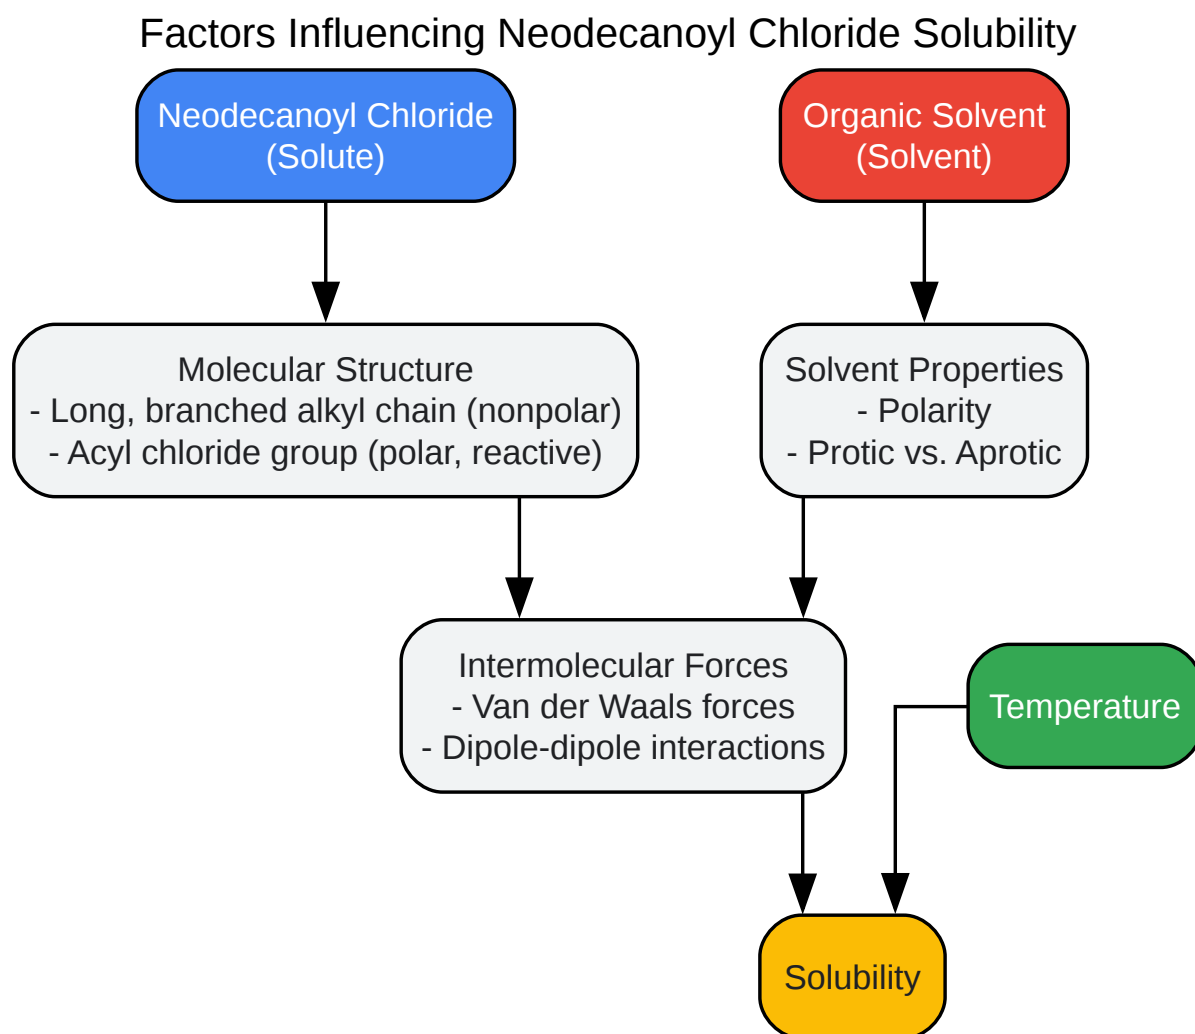 Factors Influencing Neodecanoyl Chloride Solubility
Neodecanoyl Chloride
(Solute)
Organic Solvent
(Solvent)
Molecular Structure
- Long, branched alkyl chain (nonpolar)
- Acyl chloride group (polar, reactive)
Solvent Properties
- Polarity
- Protic vs. Aprotic
Intermolecular Forces
- Van der Waals forces
- Dipole-dipole interactions
Temperature
Solubility